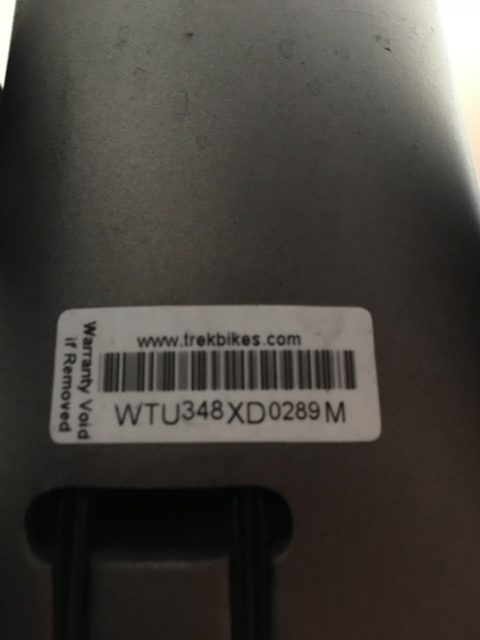 www.trekbikes.com
WTU348XD0289M
Warranty Void
if Removed